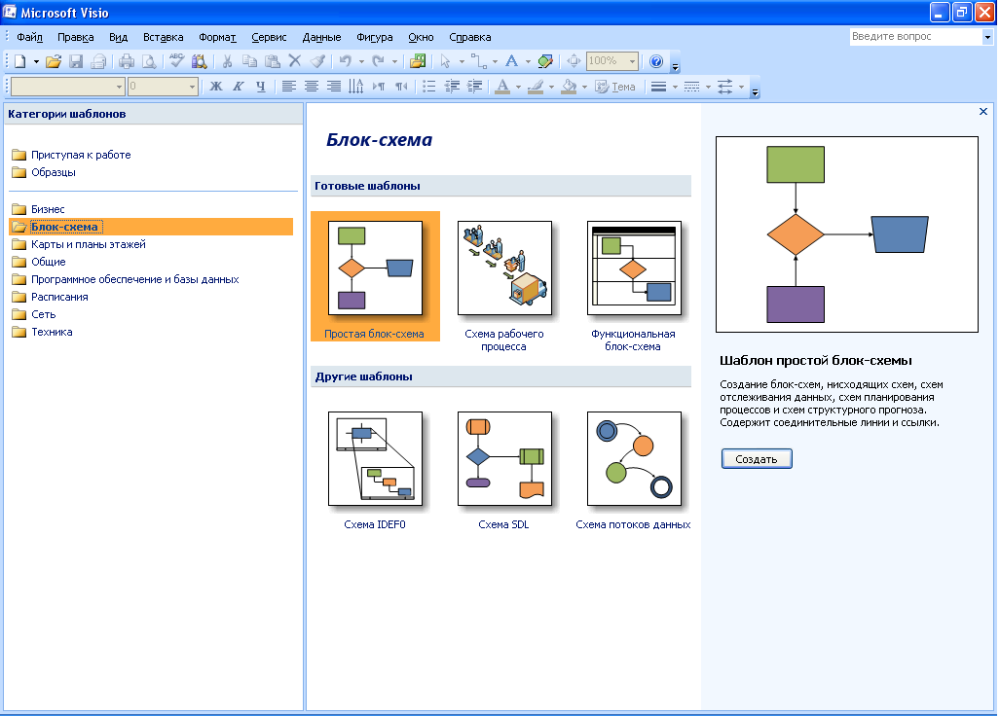 Microsoft Visio
Файл Правка Вид Вставка Формат Сервис Данные Фигура Окно Справка
Введите вопрос
100%
0
Ж К Ч
Тема
Категории шаблонов
Приступая к работе
Образцы
Бизнес
Блок-схема
Карты и планы этажей
Общие
Программное обеспечение и базы данных
Расписания
Сеть
Техника
Блок-схема
Готовые шаблоны
Простая блок-схема
Схема рабочего
процесса
Функциональная
блок-схема
Другие шаблоны
Схема IDEF0
Схема SDL
Схема потоков данных
Шаблон простой блок-схемы
Создание блок-схем, нисходящих схем, схем
отслеживания данных, схем планирования
процессов и схем структурного прогноза.
Содержит соединительные линии и ссылки.
Создать